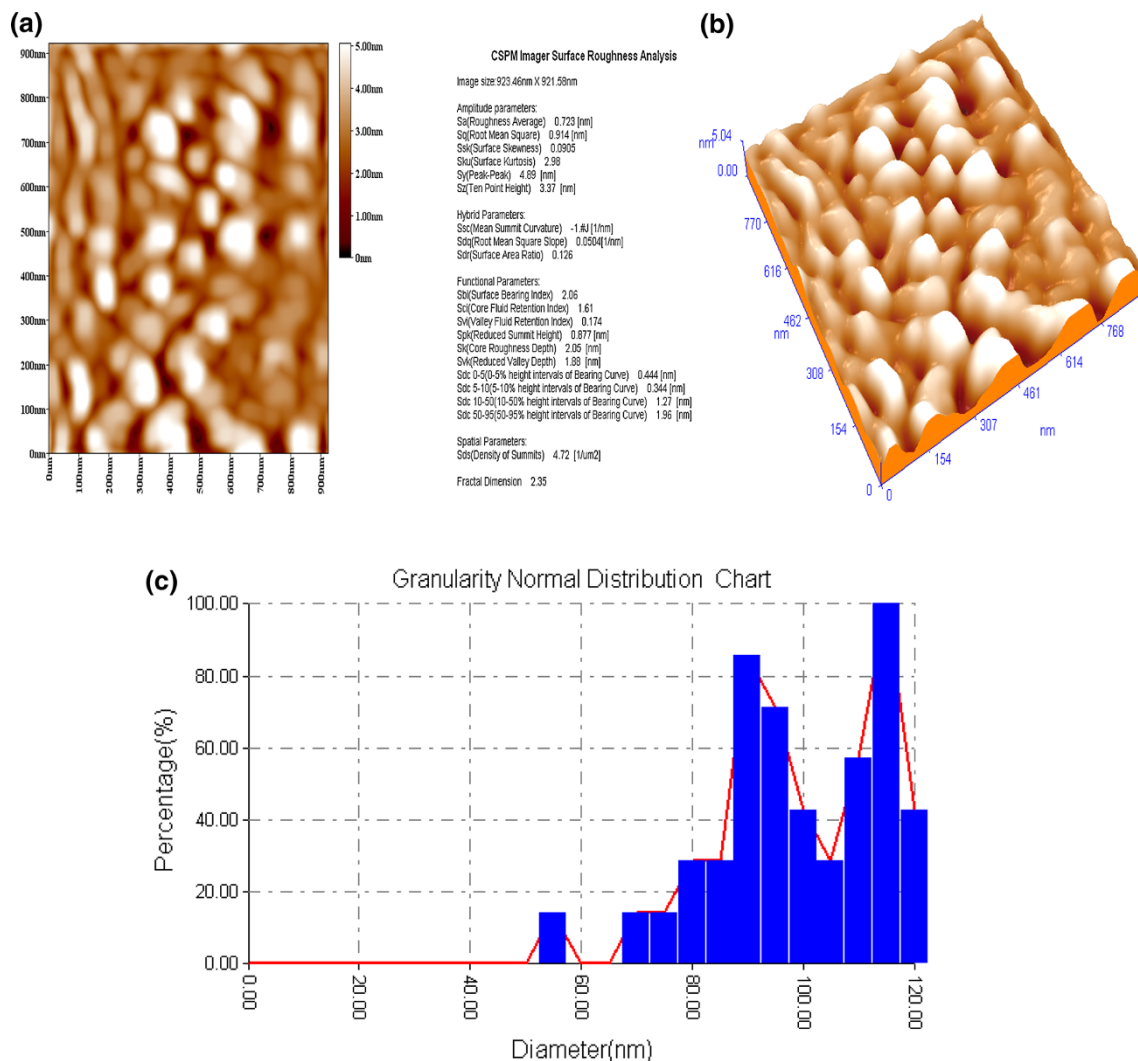 (a)
900nm
800nm
700nm
600nm
500nm
400nm
300nm
200nm
100nm
0nm
0nm
100nm
200nm
300nm
400nm
500nm
600nm
700nm
800nm
900nm
5.00nm
4.00nm
3.00nm
2.00nm
1.00nm
0nm
CSPM Imager Surface Roughness Analysis
Image size:923.46nm X 921.58nm
Amplitude parameters:
Sa(Roughness Average) 0.723 [nm]
Sq(Root Mean Square) 0.914 [nm]
Ssk(Surface Skewness) 0.0905
Sku(Surface Kurtosis) 2.98
Sy(Peak-Peak) 4.89 [nm]
Sz(Ten Point Height) 3.37 [nm]
Hybrid Parameters:
Ssc(Mean Summit Curvature) -1.#J [1/nm]
Sdq(Root Mean Square Slope) 0.0504[1/nm]
Sdr(Surface Area Ratio) 0.126
Functional Parameters:
Sbi(Surface Bearing Index) 2.06
Sci(Core Fluid Retention Index) 1.61
Svi(Valley Fluid Retention Index) 0.174
Spk(Reduced Summit Height) 0.877 [nm]
Sk(Core Roughness Depth) 2.05 [nm]
Svk(Reduced Valley Depth) 1.88 [nm]
Sdc 0-5(0-5% height intervals of Bearing Curve) 0.444 [nm]
Sdc 5-10(5-10% height intervals of Bearing Curve) 0.344 [nm]
Sdc 10-50(10-50% height intervals of Bearing Curve) 1.27 [nm]
Sdc 50-95(50-95% height intervals of Bearing Curve) 1.96 [nm]
Spatial Parameters:
Sds(Density of Summits) 4.72 [1/um2]
Fractal Dimension 2.35
(b)
5.04
nm
0.00
770
616
462
nm
308
154
0
0
154
307
461
614
768
nm
(c)
Granularity Normal Distribution Chart
Percentage(%)
100.00
80.00
60.00
40.00
20.00
0.00
0.00
20.00
40.00
60.00
80.00
100.00
120.00
Diameter(nm)